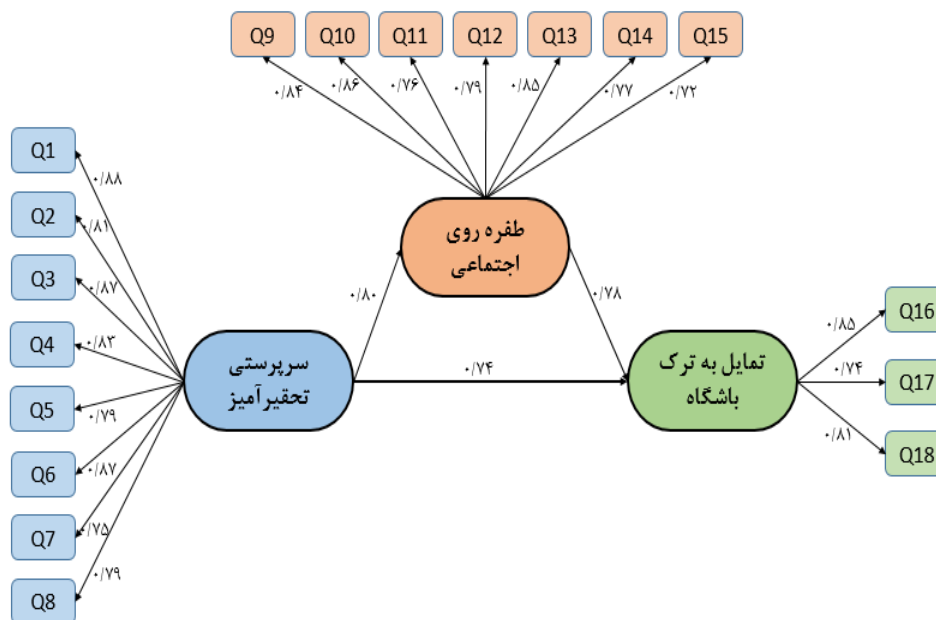 Q9 Q10 Q11 Q12 Q13 Q14 Q15
۰/۸۴ ۰/۸۶ ۰/۷۶ ۰/۷۹ ۰/۸۵ ۰/۷۷ ۰/۷۲
طفره روی
اجتماعی
Q1
۰/۸۸
Q2
۰/۸۱
Q3
۰/۸۷
Q4
۰/۸۳
Q5
۰/۷۹
Q6
۰/۸۷
Q7
۰/۷۵
Q8
۰/۷۹
سرپرستی
تحقیرآمیز
۰/۸۰
۰/۷۸
۰/۷۴
تمایل به ترک
باشگاه
۰/۸۵
Q16
۰/۷۴
Q17
۰/۸۱
Q18